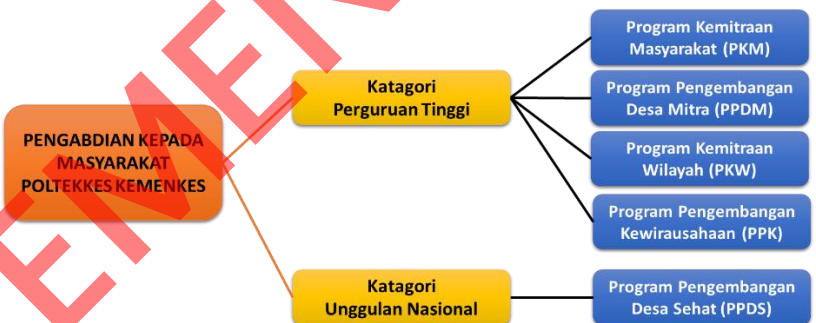 PENGABDIAN KEPADA
MASYARAKAT
POLTEKKES KEMENKES
Katagori
Perguruan Tinggi
Program Kemitraan
Masyarakat (PKM)
Program Pengembangan
Desa Mitra (PPDM)
Program Kemitraan
Wilayah (PKW)
Program Pengembangan
Kewirausahaan (PPK)
Katagori
Unggulan Nasional
Program Pengembangan
Desa Sehat (PPDS)